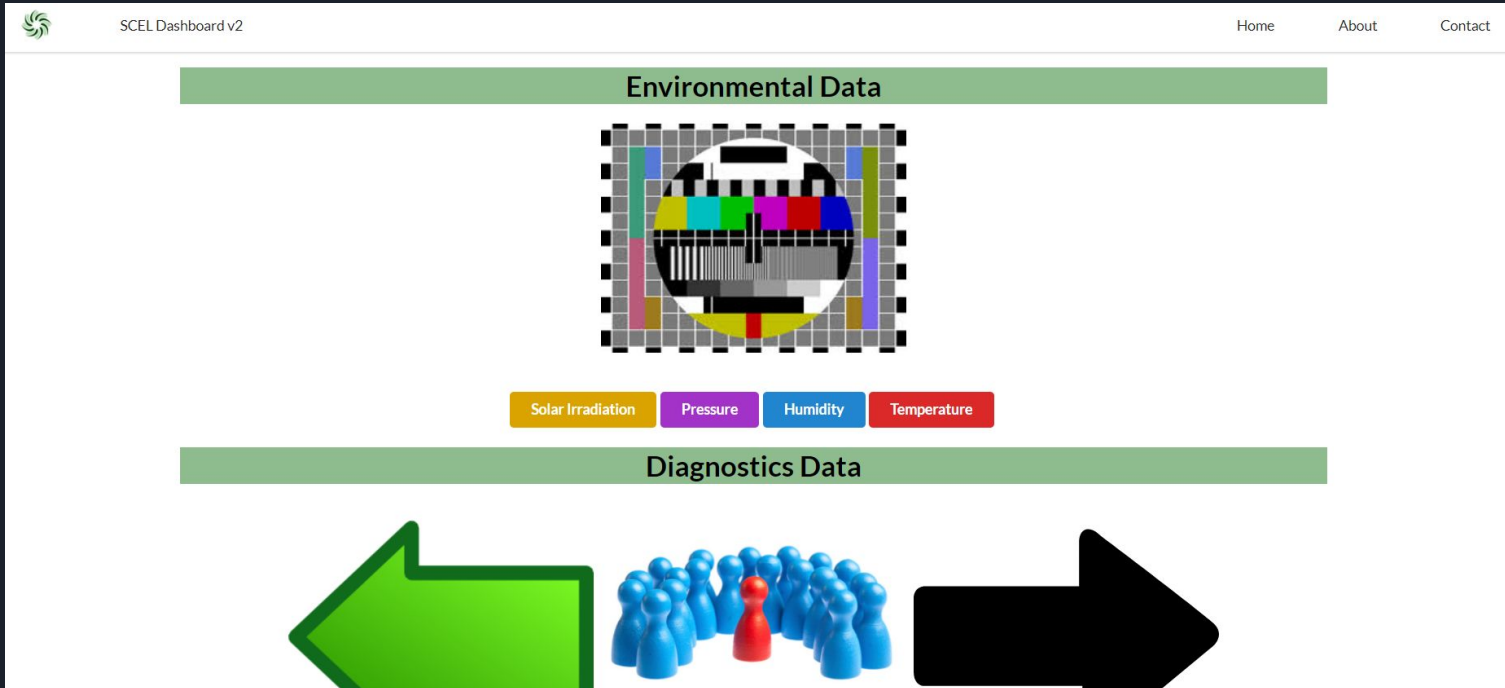 SCEL Dashboard v2 Home About Contact
Environmental Data
Solar Irradiation Pressure Humidity Temperature
Diagnostics Data